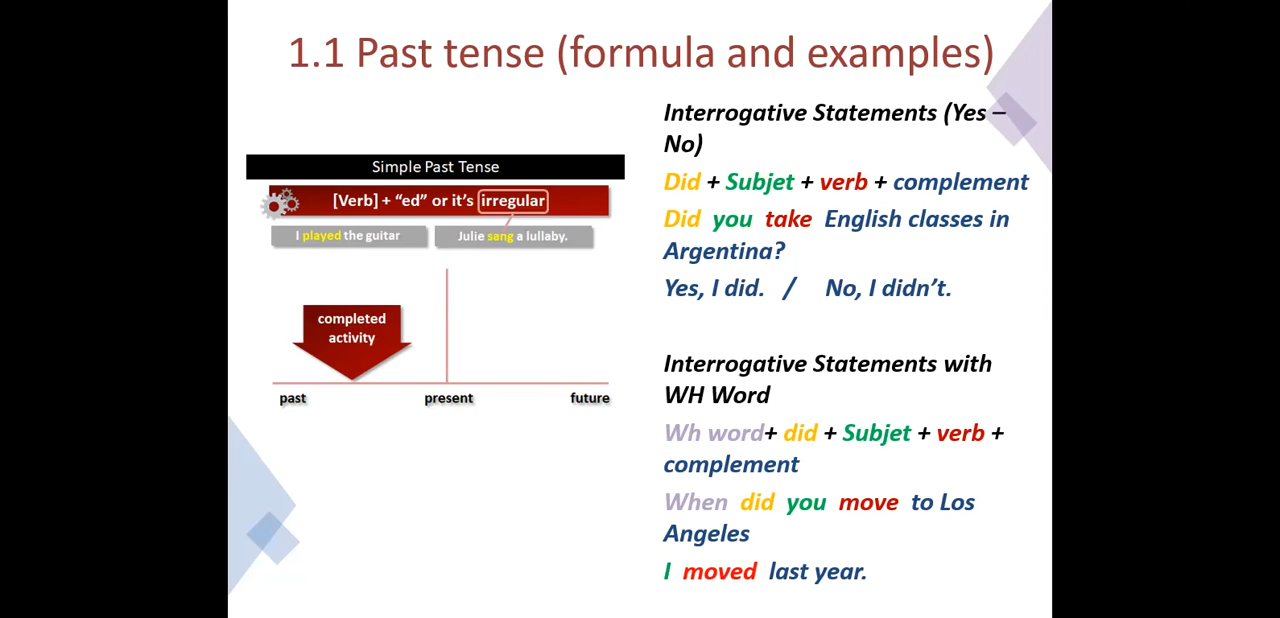 1.1 Past tense (formula and examples)
Simple Past Tense
[Verb] + “ed” or it’s irregular
I played the guitar
Julie sang a lullaby.
completed
activity
past
present
future
Interrogative Statements (Yes –
No)
Did + Subjet + verb + complement
Did you take English classes in
Argentina?
Yes, I did. / No, I didn’t.
Interrogative Statements with
WH Word
Wh word+ did + Subjet + verb +
complement
When did you move to Los
Angeles
I moved last year.